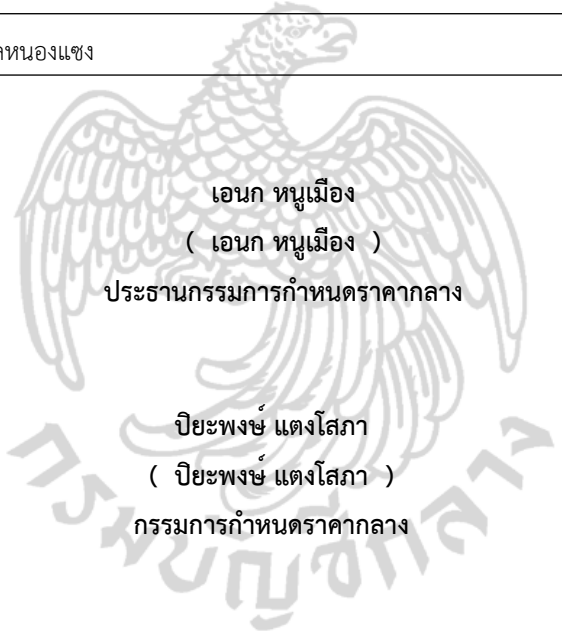 หนองแซง
เอนก หนูเมือง
( เอนก หนูเมือง )
ประธานกรรมการกำหนดราคากลาง
ปิยะพงษ์ แตงโสภา
( ปิยะพงษ์ แตงโสภา )
กรรมการกำหนดราคากลาง
กรมบัญชีกลาง